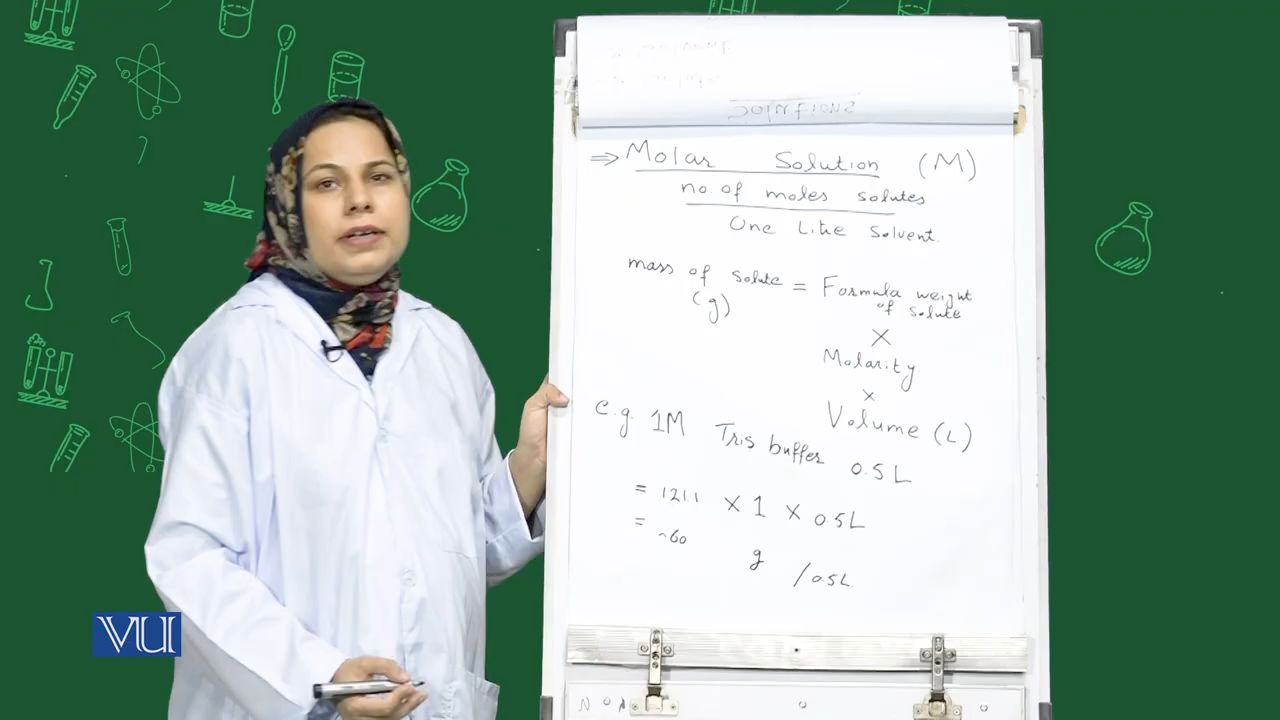 SOlutIONS
⇒ Molar Solution (M)
no. of moles solutes
One Litre Solvent.
mass of solute = Formula weight
(g)
of solute
×
Molarity
×
Volume (L)
e.g. 1M Tris buffer 0.5L
= 121.1 × 1 × 0.5L
= ~60 g /0.5L
VU